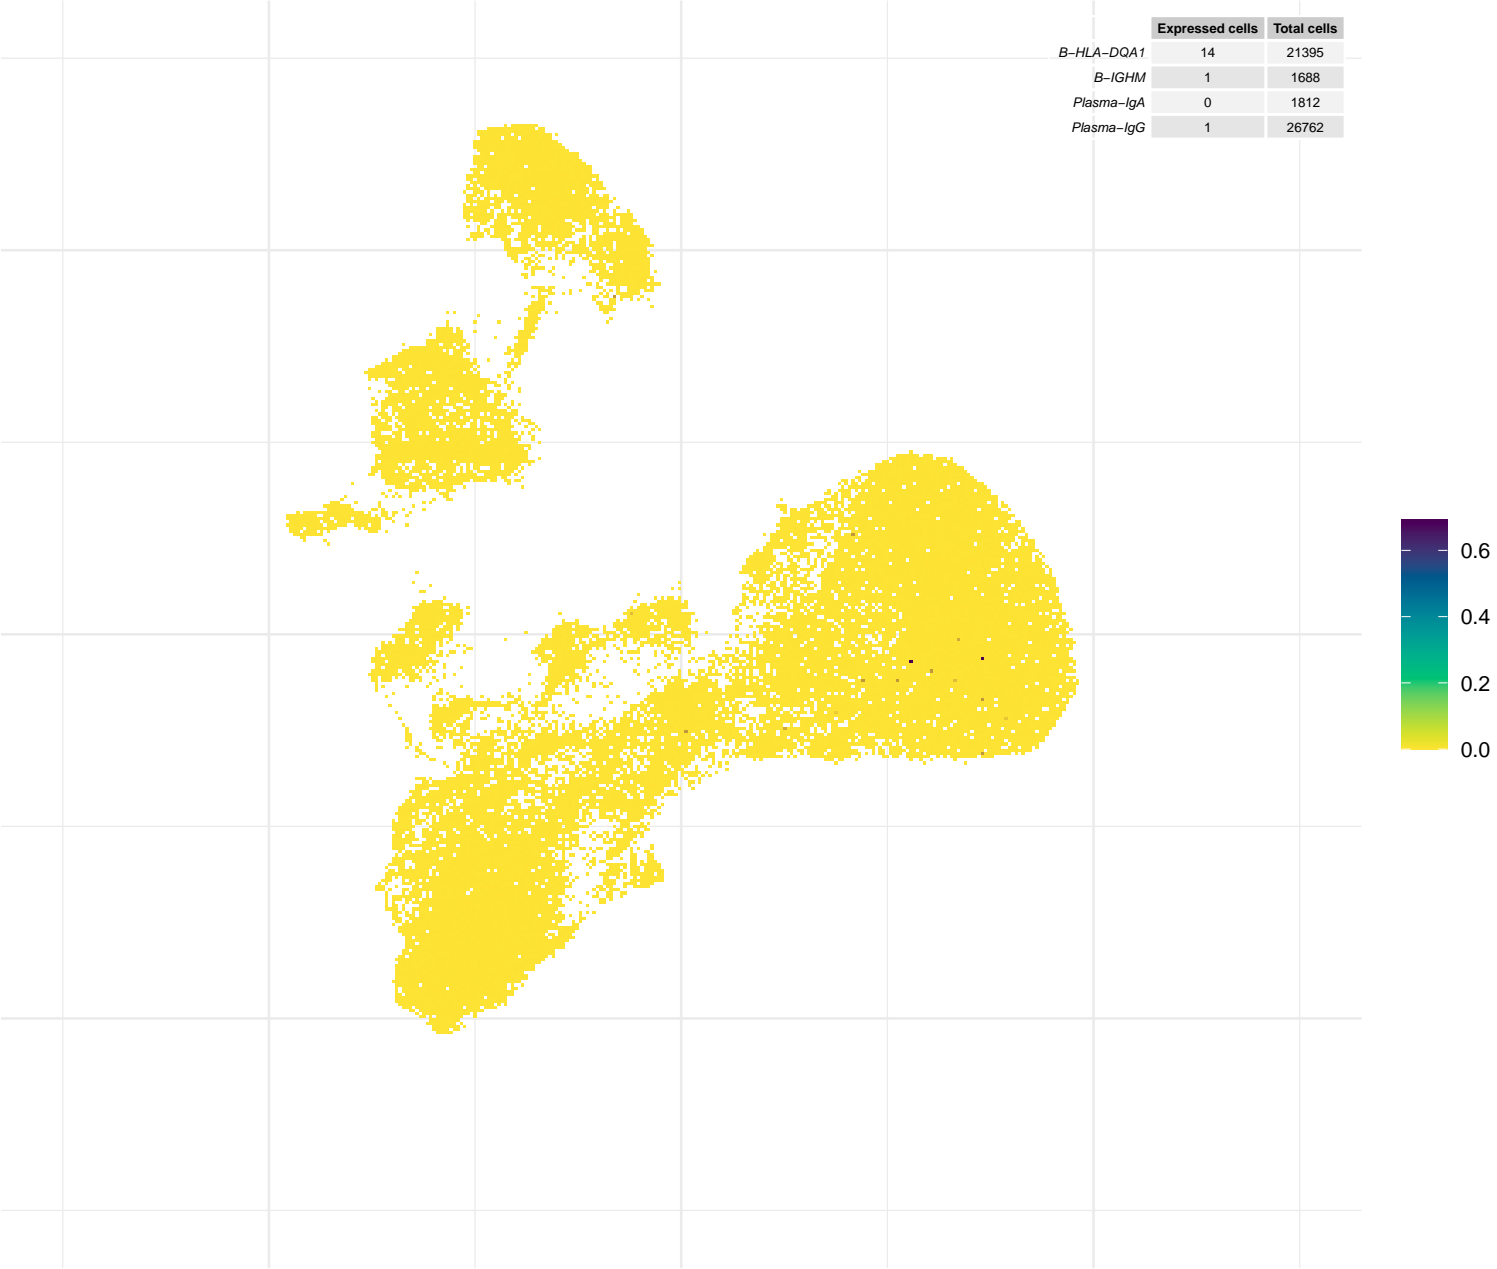 Expressed cells Total cells
B−HLA−DQA1 14 21395
B−IGHM 1 1688
Plasma−IgA 0 1812
Plasma−IgG 1 26762
0.6
0.4
0.2
0.0